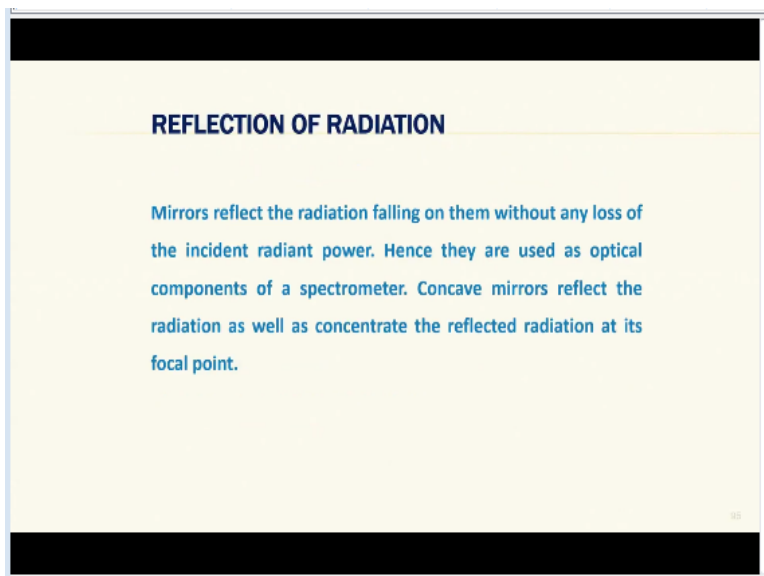 REFLECTION OF RADIATION
Mirrors reflect the radiation falling on them without any loss of
the incident radiant power. Hence they are used as optical
components of a spectrometer. Concave mirrors reflect the
radiation as well as concentrate the reflected radiation at its
focal point.